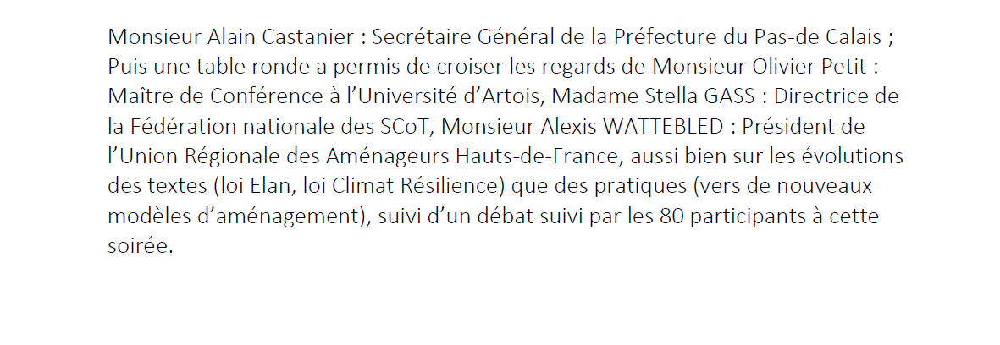 Monsieur Alain Castanier : Secrétaire Général de la Préfecture du Pas-de Calais ;
Puis une table ronde a permis de croiser les regards de Monsieur Olivier Petit :
Maître de Conférence à l’Université d’Artois, Madame Stella GASS : Directrice de
la Fédération nationale des SCoT, Monsieur Alexis WATTEBLED : Président de
l’Union Régionale des Aménageurs Hauts-de-France, aussi bien sur les évolutions
des textes (loi Elan, loi Climat Résilience) que des pratiques (vers de nouveaux
modèles d’aménagement), suivi d’un débat suivi par les 80 participants à cette
soirée.